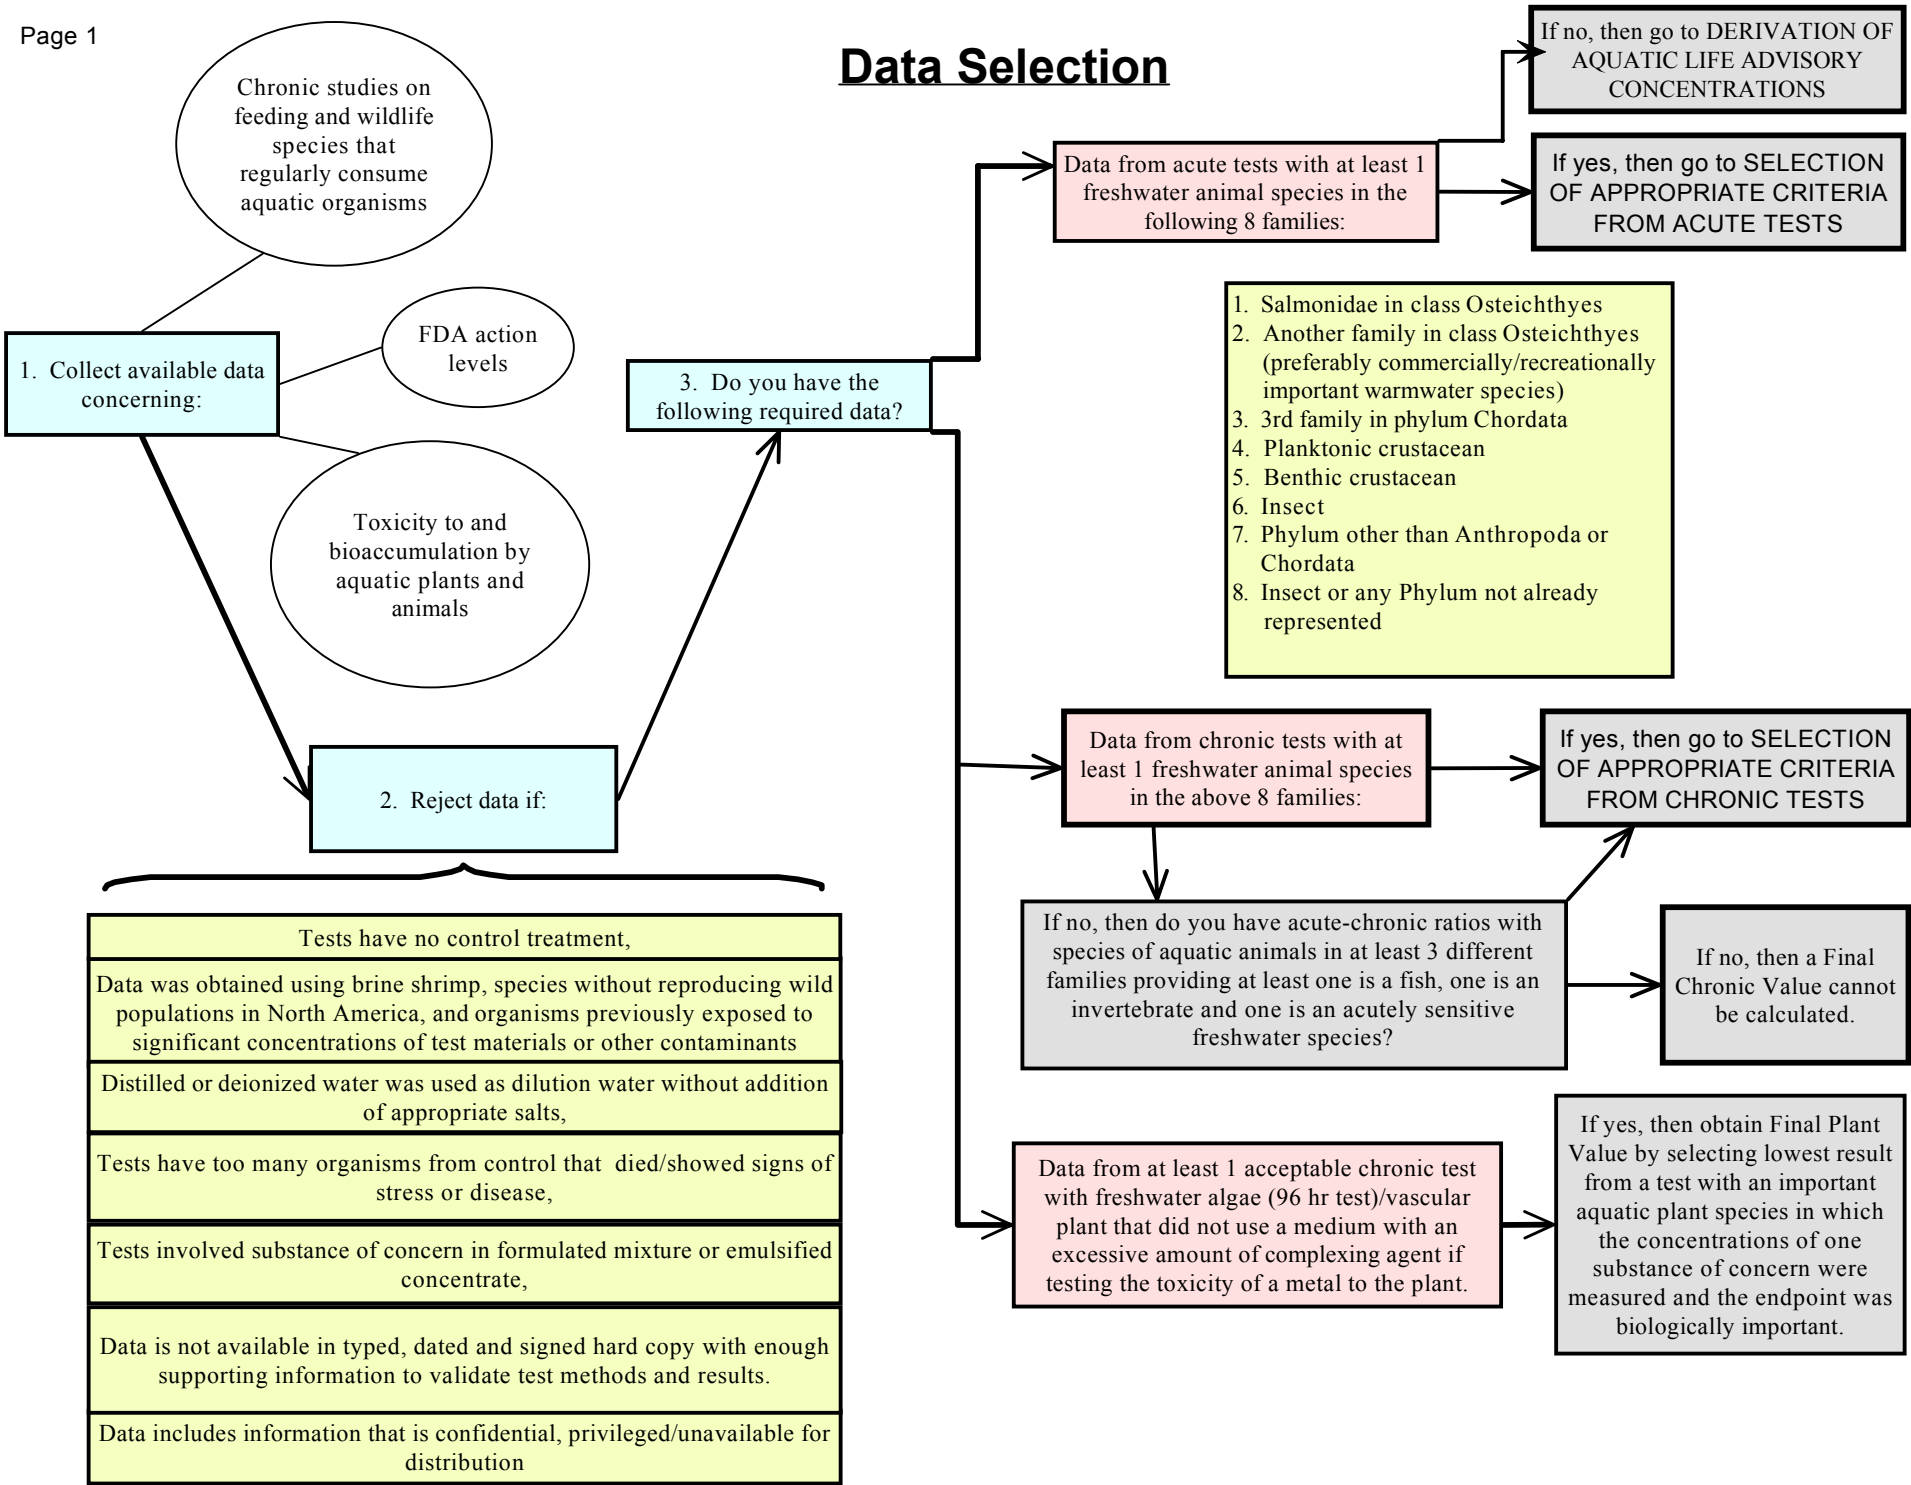 Page 1
Data Selection
Chronic studies on
feeding and wildlife
species that
regularly consume
aquatic organisms
FDA action
levels
1. Collect available data
concerning:
Toxicity to and
bioaccumulation by
aquatic plants and
animals
2. Reject data if:
Tests have no control treatment,
Data was obtained using brine shrimp, species without reproducing wild
populations in North America, and organisms previously exposed to
significant concentrations of test materials or other contaminants
Distilled or deionized water was used as dilution water without addition
of appropriate salts,
Tests have too many organisms from control that died/showed signs of
stress or disease,
Tests involved substance of concern in formulated mixture or emulsified
concentrate,
Data is not available in typed, dated and signed hard copy with enough
supporting information to validate test methods and results.
Data includes information that is confidential, privileged/unavailable for
distribution
3. Do you have the
following required data?
Data from acute tests with at least 1
freshwater animal species in the
following 8 families:
If no, then go to DERIVATION OF
AQUATIC LIFE ADVISORY
CONCENTRATIONS
If yes, then go to SELECTION
OF APPROPRIATE CRITERIA
FROM ACUTE TESTS
1. Salmonidae in class Osteichthyes
2. Another family in class Osteichthyes
(preferably commercially/recreationally
important warmwater species)
3. 3rd family in phylum Chordata
4. Planktonic crustacean
5. Benthic crustacean
6. Insect
7. Phylum other than Anthropoda or
Chordata
8. Insect or any Phylum not already
represented
Data from chronic tests with at
least 1 freshwater animal species
in the above 8 families:
If yes, then go to SELECTION
OF APPROPRIATE CRITERIA
FROM CHRONIC TESTS
If no, then do you have acute-chronic ratios with
species of aquatic animals in at least 3 different
families providing at least one is a fish, one is an
invertebrate and one is an acutely sensitive
freshwater species?
If no, then a Final
Chronic Value cannot
be calculated.
Data from at least 1 acceptable chronic test
with freshwater algae (96 hr test)/vascular
plant that did not use a medium with an
excessive amount of complexing agent if
testing the toxicity of a metal to the plant.
If yes, then obtain Final Plant
Value by selecting lowest result
from a test with an important
aquatic plant species in which
the concentrations of one
substance of concern were
measured and the endpoint was
biologically important.